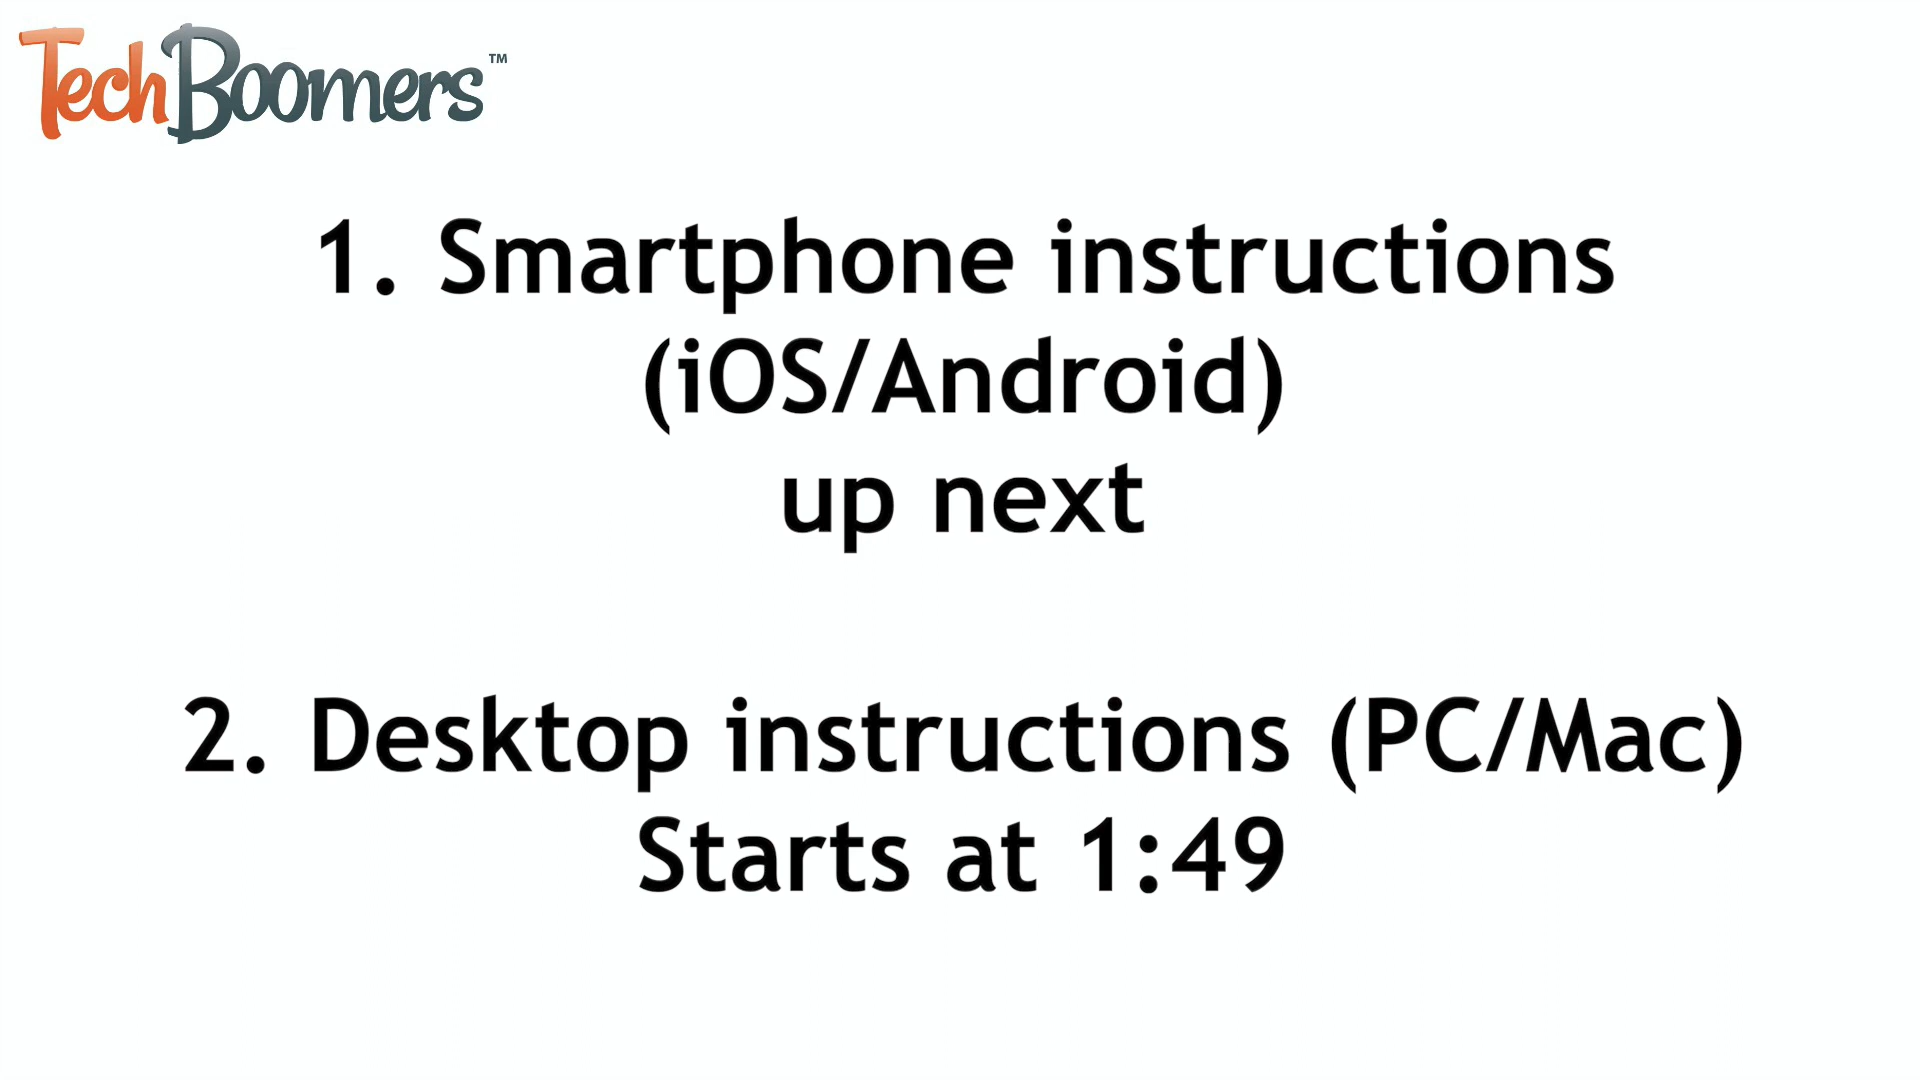 TechBoomers™
1. Smartphone instructions
(iOS/Android)
up next
2. Desktop instructions (PC/Mac)
Starts at 1:49